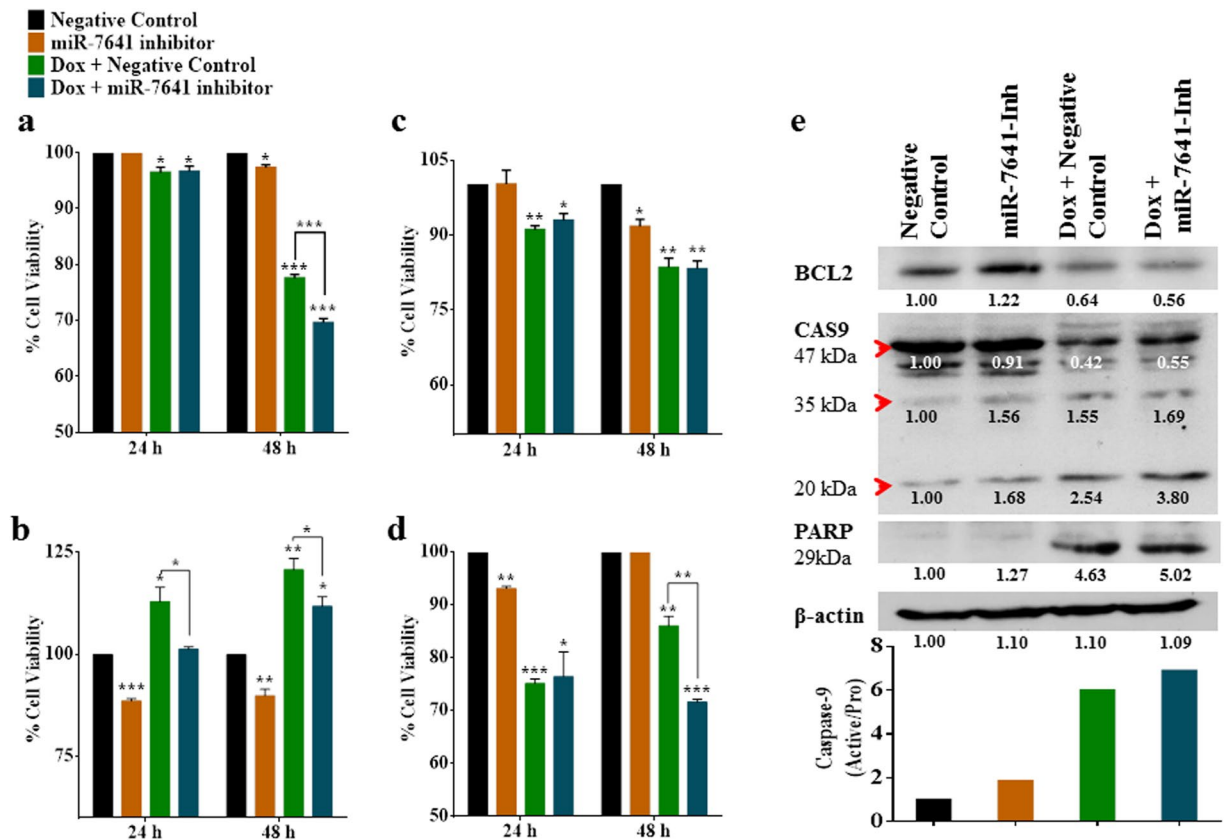 Negative Control
miR-7641 inhibitor
Dox + Negative Control
Dox + miR-7641 inhibitor
a
% Cell Viability
100
90
80
70
60
50
* * * *** *** ***
24 h 48 h
b
% Cell Viability
125
100
75
*** * * ** ** * *
24 h 48 h
c
% Cell Viability
105
90
75
60
** * * ** **
24 h 48 h
d
% Cell Viability
100
90
80
70
60
50
** *** * ** ** ***
24 h 48 h
e
Negative
Control
miR-7641-Inh
Dox + Negative
Control
Dox +
miR-7641-Inh
BCL2
1.00 1.22 0.64 0.56
CAS9
47 kDa
1.00 0.91 0.42 0.55
35 kDa
1.00 1.56 1.55 1.69
20 kDa
1.00 1.68 2.54 3.80
PARP
29kDa
1.00 1.27 4.63 5.02
β-actin
1.00 1.10 1.10 1.09
Caspase-9
(Active/Pro)
8
6
4
2
0